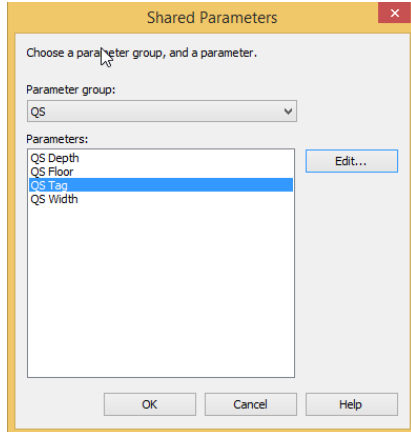 Shared Parameters
x
Choose a parameter group, and a parameter.
Parameter group:
QS
Parameters:
QS Depth
QS Floor
QS Tag
QS Width
Edit...
OK Cancel Help